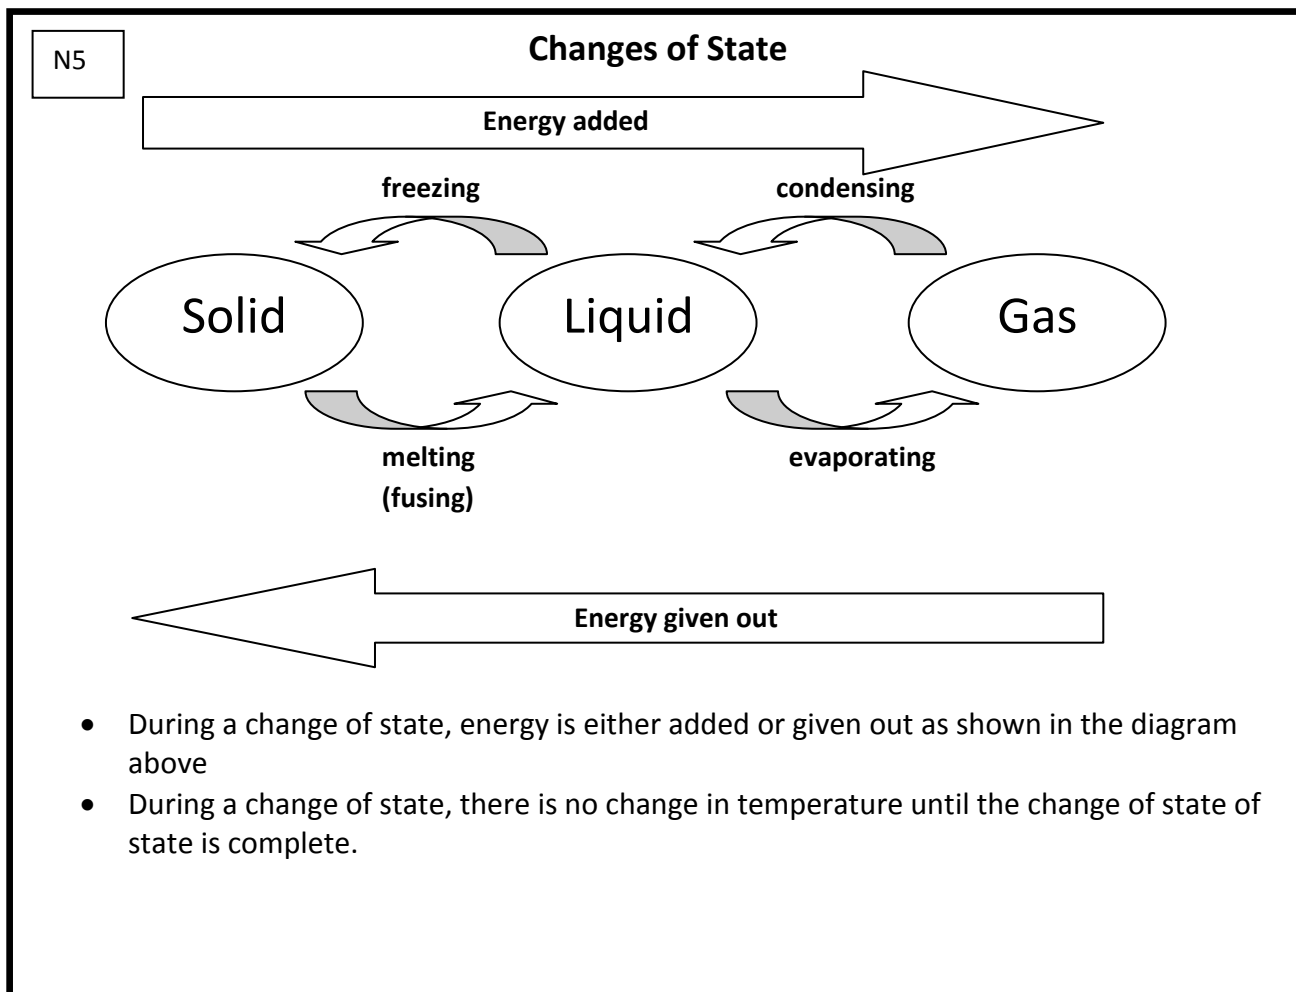 N5
Changes of State
Energy added
freezing
condensing
Solid
Liquid
Gas
melting
(fusing)
evaporating
Energy given out
• During a change of state, energy is either added or given out as shown in the diagram
above
• During a change of state, there is no change in temperature until the change of state of
state is complete.